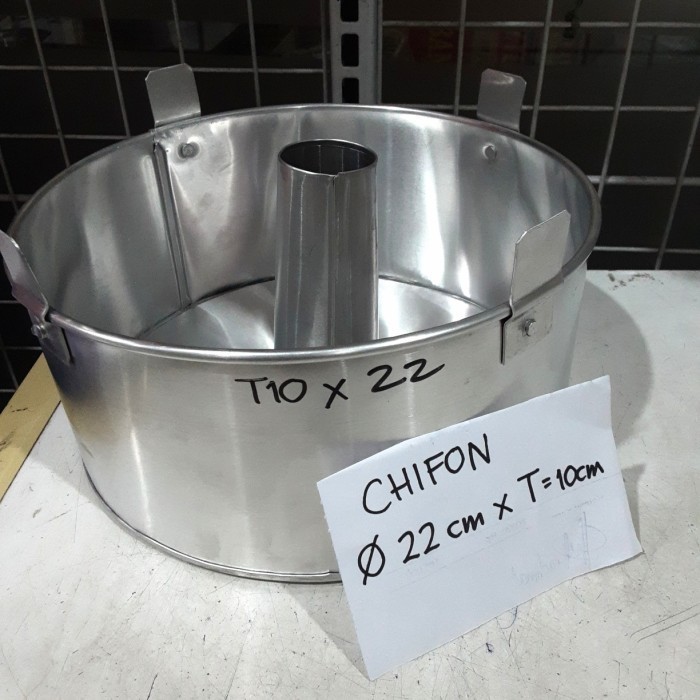 T10 x 22
CHIFON
Ø 22 cm x T=10cm